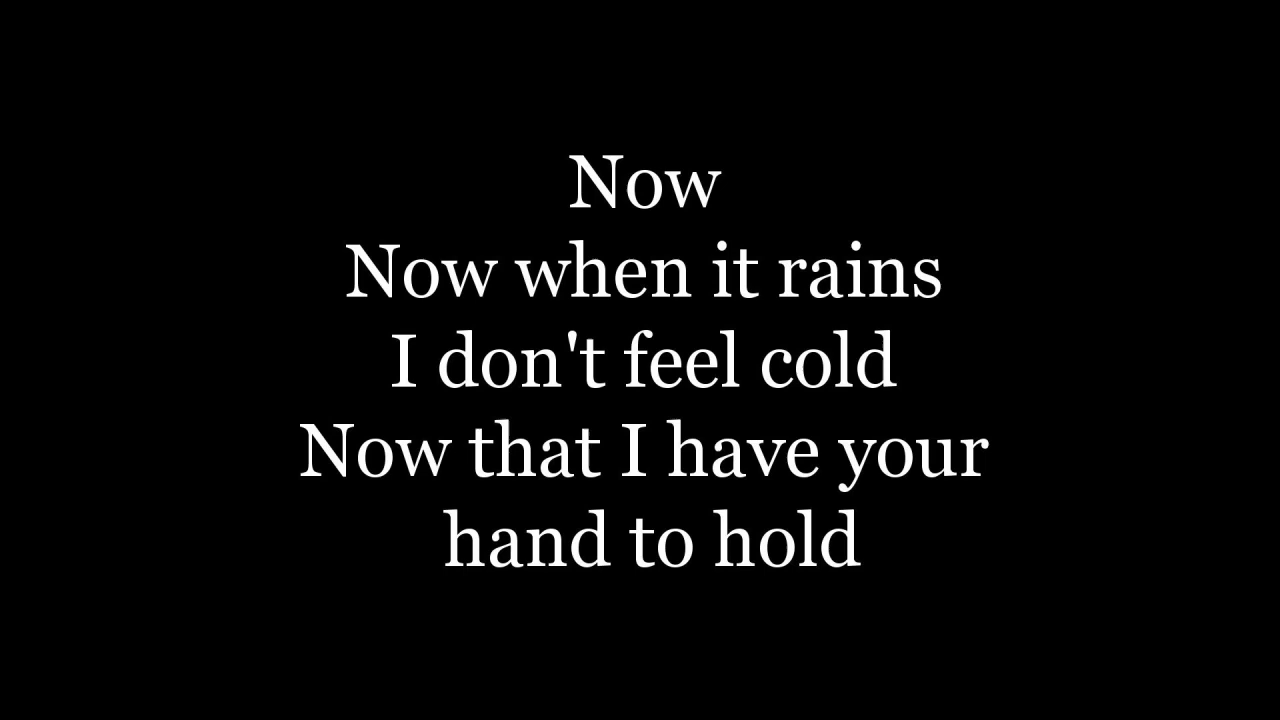 Now
Now when it rains
I don't feel cold
Now that I have your
hand to hold